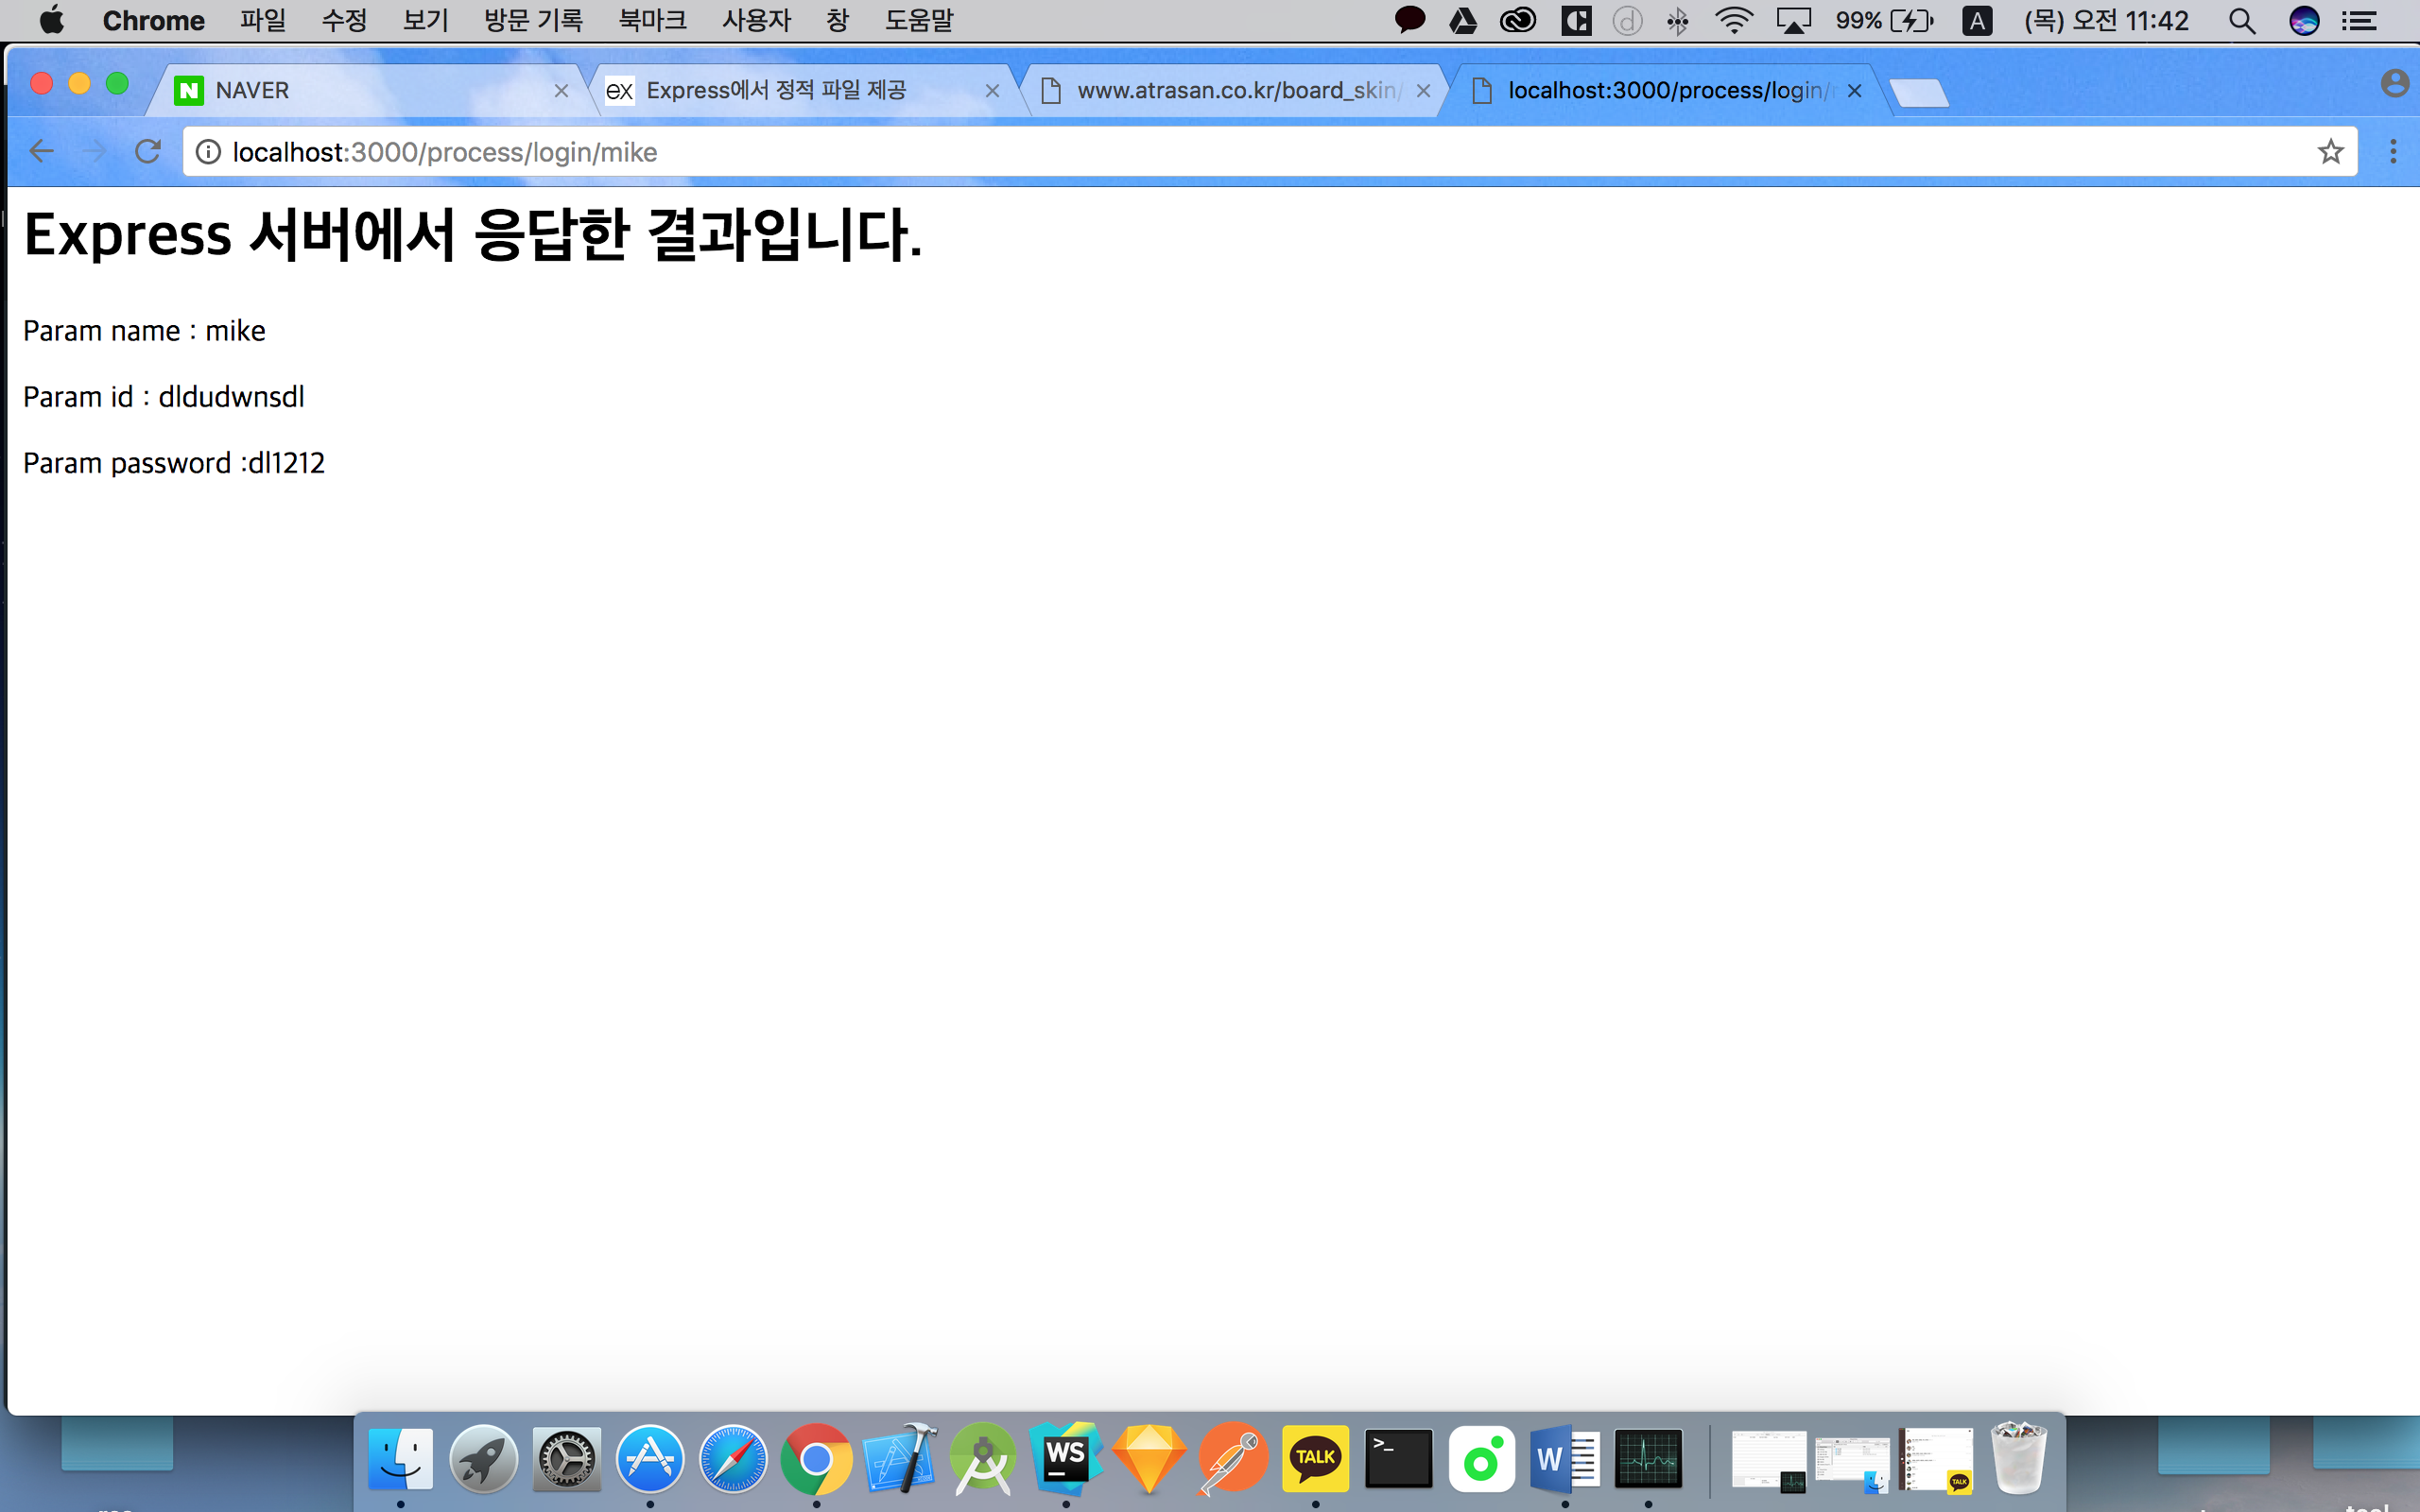 Chrome 파일 수정 보기 방문 기록 북마크 사용자 창 도움말 99% A (목) 오전 11:42
NAVER Express에서 정적 파일 제공 www.atrasan.co.kr/board_skin/ localhost:3000/process/login/
localhost:3000/process/login/mike
Express 서버에서 응답한 결과입니다.
Param name : mike
Param id : dldudwnsdl
Param password :dl1212
WS TALK >_ W TALK